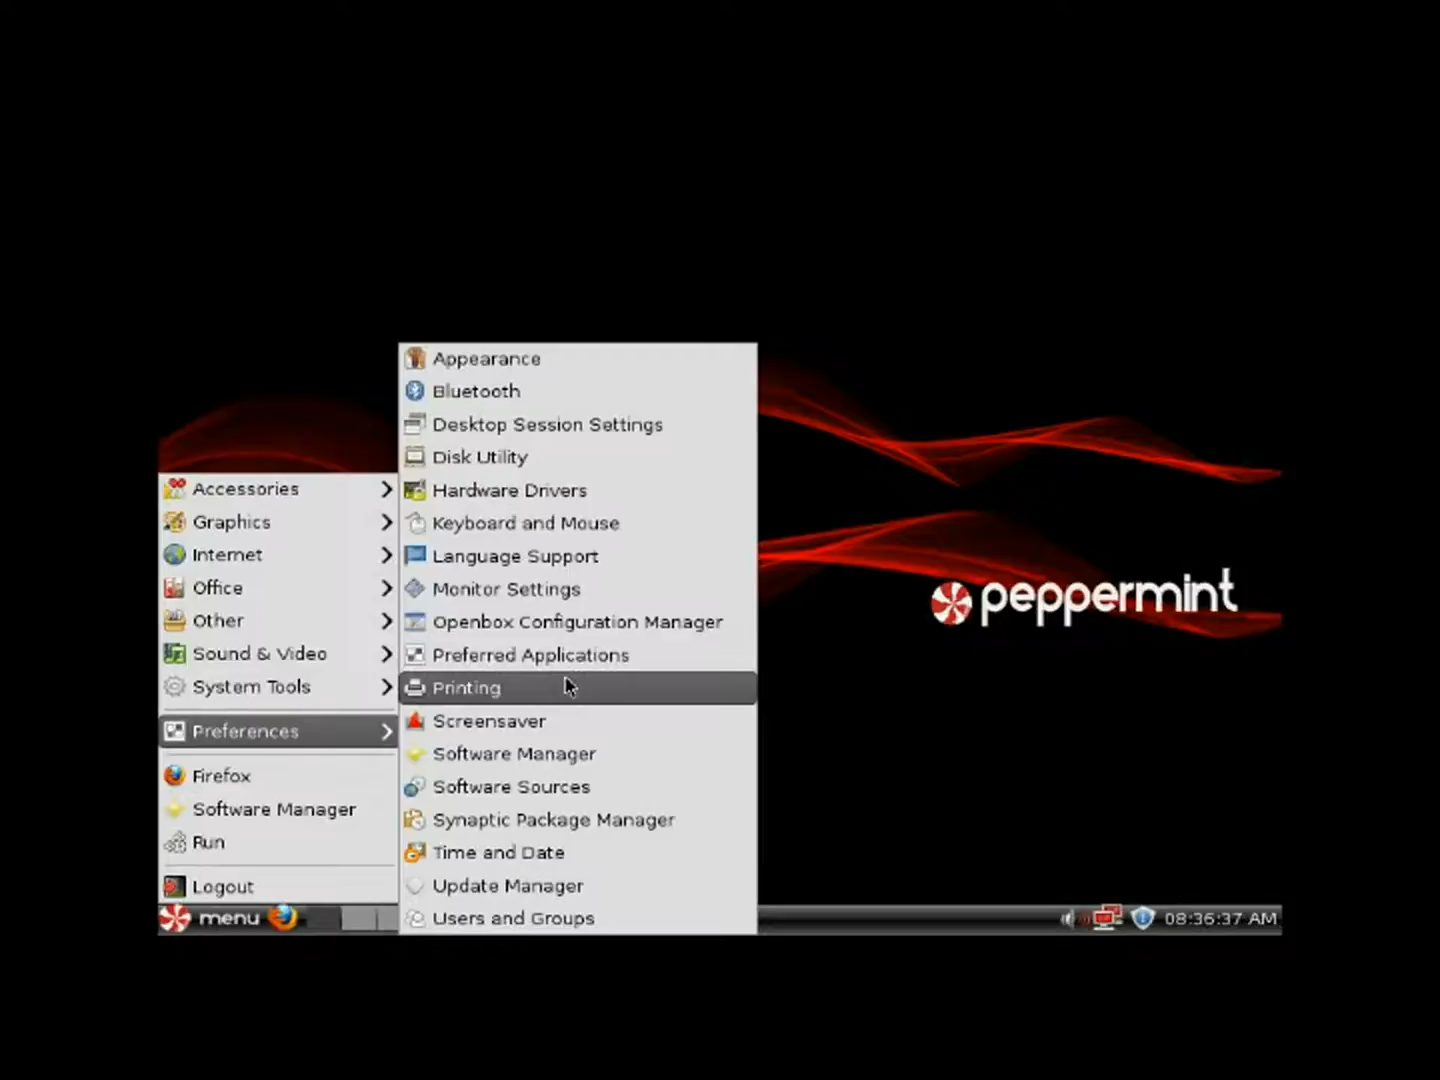 Appearance
Bluetooth
Desktop Session Settings
Disk Utility
Hardware Drivers
Keyboard and Mouse
Language Support
Monitor Settings
Openbox Configuration Manager
Preferred Applications
Printing
Screensaver
Software Manager
Software Sources
Synaptic Package Manager
Time and Date
Update Manager
Users and Groups
Accessories
Graphics
Internet
Office
Other
Sound & Video
System Tools
Preferences
Firefox
Software Manager
Run
Logout
menu
peppermint
08:36:37 AM